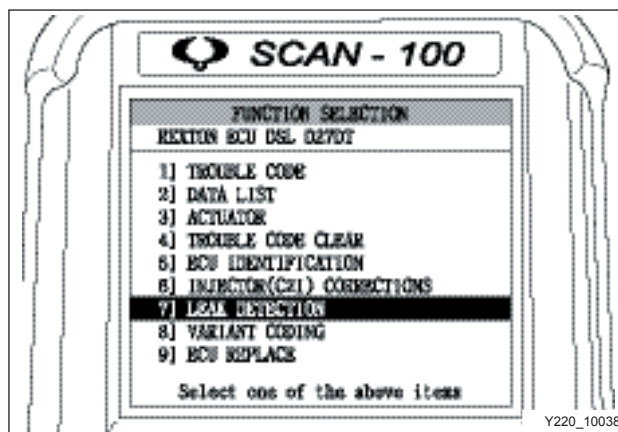 SCAN - 100
FUNCTION SELECTION
REXTON ECU DSL D27DT
1] TROUBLE CODE
2] DATA LIST
3] ACTUATOR
4] TROUBLE CODE CLEAR
5] ECU IDENTIFICATION
6] INJECTOR(C2I) CORRECTIONS
7] LEAK DETECTION
8] VARIANT CODING
9] ECU REPLACE
Select one of the above items
Y220_10038